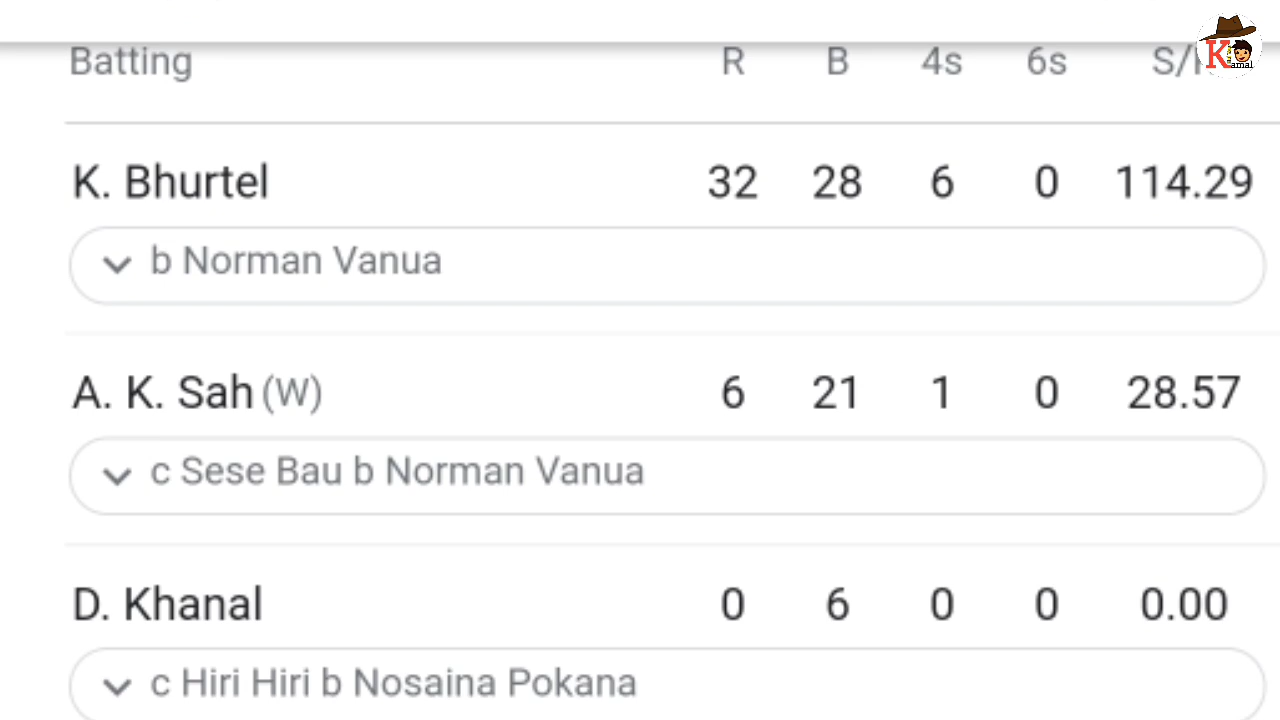 Batting R B 4s 6s S/
K. Bhurtel 32 28 6 0 114.29
b Norman Vanua
A. K. Sah (W) 6 21 1 0 28.57
c Sese Bau b Norman Vanua
D. Khanal 0 6 0 0 0.00
c Hiri Hiri b Nosaina Pokana